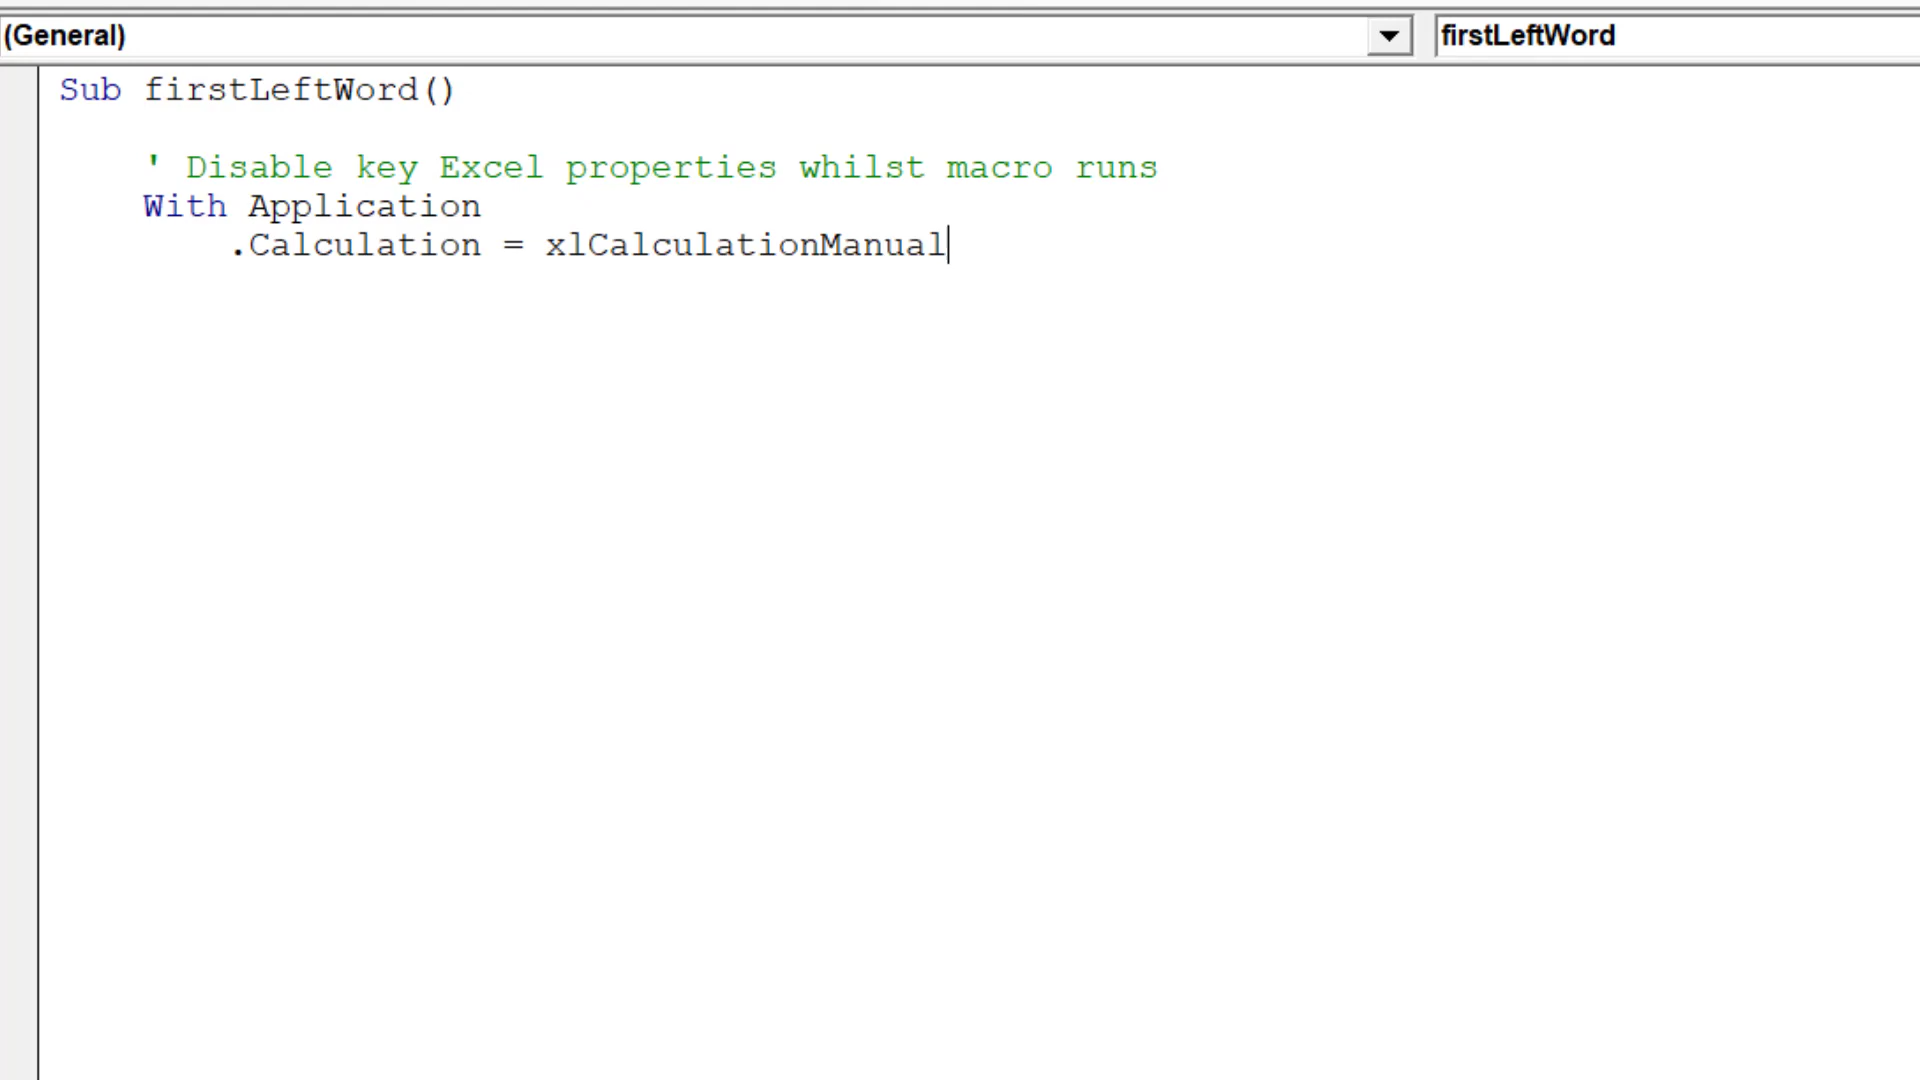 (General)
firstLeftWord
Sub firstLeftWord()
' Disable key Excel properties whilst macro runs
With Application
.Calculation = xlCalculationManual